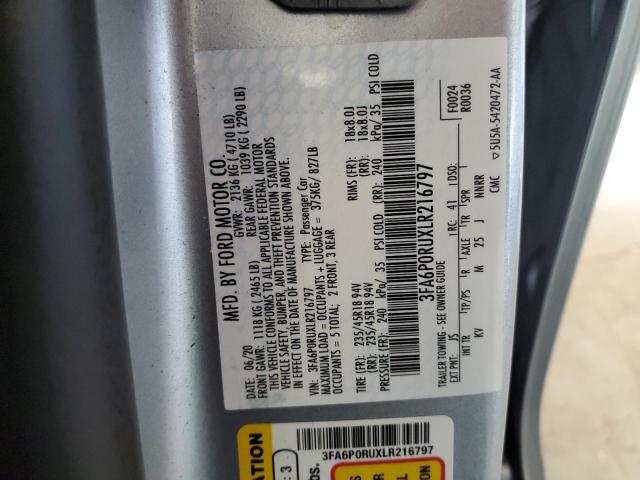 MFD. BY FORD MOTOR CO.
DATE: 06/20 GVWR: 2136 KG ( 4710 LB)
FRONT GAWR: 1118 KG ( 2465 LB) REAR GAWR: 1039 KG ( 2290 LB)
THIS VEHICLE CONFORMS TO ALL APPLICABLE FEDERAL MOTOR
VEHICLE SAFETY, BUMPER, AND THEFT PREVENTION STANDARDS
IN EFFECT ON THE DATE OF MANUFACTURE SHOWN ABOVE.
VIN: 3FA6P0RUXLR216797 TYPE: Passenger Car
MAXIMUM LOAD = OCCUPANTS + LUGGAGE = 375KG/ 827LB
OCCUPANTS = 5 TOTAL; 2 FRONT, 3 REAR
TIRE (FR): 235/45R18 94V RIMS (FR): 18x8.0J
(RR): 235/45R18 94V (RR): 18x8.0J
PRESSURE (FR): 240 kPa/ 35 PSI COLD (RR): 240 kPa/ 35 PSI COLD
3FA6P0RUXLR216797
TRAILER TOWING - SEE OWNER GUIDE F0024
EXT PNT: JS RC: 41 DSO: R0036
INT TR TP/PS R AXLE TR SPR
KV M Z5 J NNRR
CMC 5U5A-5420472-AA
3FA6P0RUXLR216797